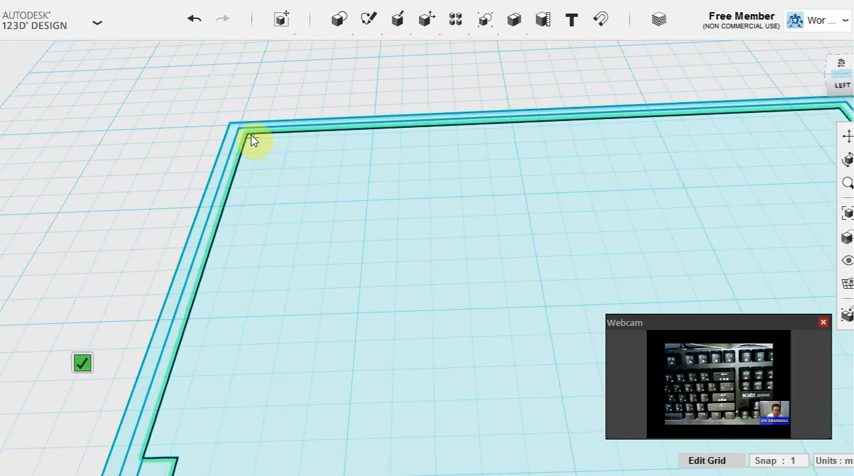 AUTODESK®
123D® DESIGN
Free Member
(NON COMMERCIAL USE)
Wor ...
LEFT
Webcam
Edit Grid
Snap : 1
Units : m